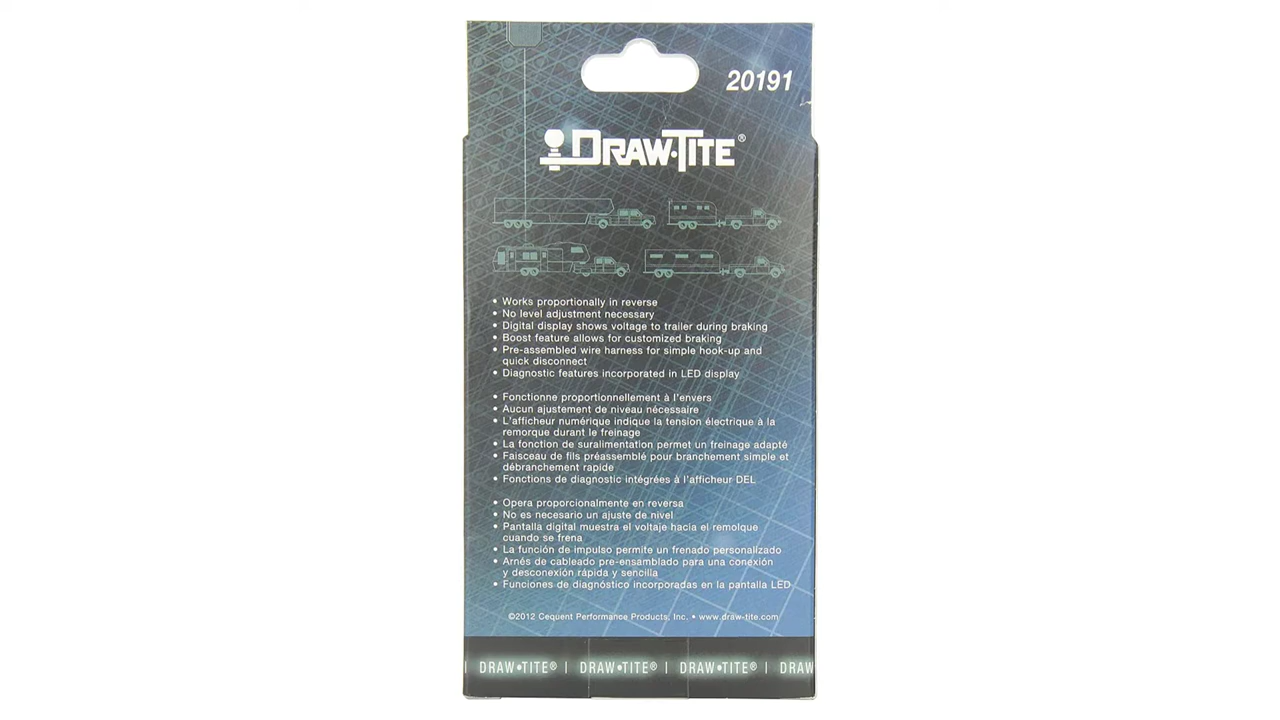 20191
DRAW•TITE®
• Works proportionally in reverse
• No level adjustment necessary
• Digital display shows voltage to trailer during braking
• Boost feature allows for customized braking
• Pre-assembled wire harness for simple hook-up and
quick disconnect
• Diagnostic features incorporated in LED display
• Fonctionne proportionnellement à l'envers
• Aucun ajustement de niveau nécessaire
• L'afficheur numérique indique la tension électrique à la
remorque durant le freinage
• La fonction de suralimentation permet un freinage adapté
• Faisceau de fils préassemblé pour branchement simple et
débranchement rapide
• Fonctions de diagnostic intégrées à l'afficheur DEL
• Opera proporcionalmente en reversa
• No es necesario un ajuste de nivel
• Pantalla digital muestra el voltaje hacia el remolque
cuando se frena
• La función de impulso permite un frenado personalizado
• Arnés de cableado pre-ensamblado para una conexión
y desconexión rápida y sencilla
• Funciones de diagnóstico incorporadas en la pantalla LED
©2012 Cequent Performance Products, Inc. • www.draw-tite.com
| DRAW•TITE® | DRAW•TITE® | DRAW•TITE® | DRAW